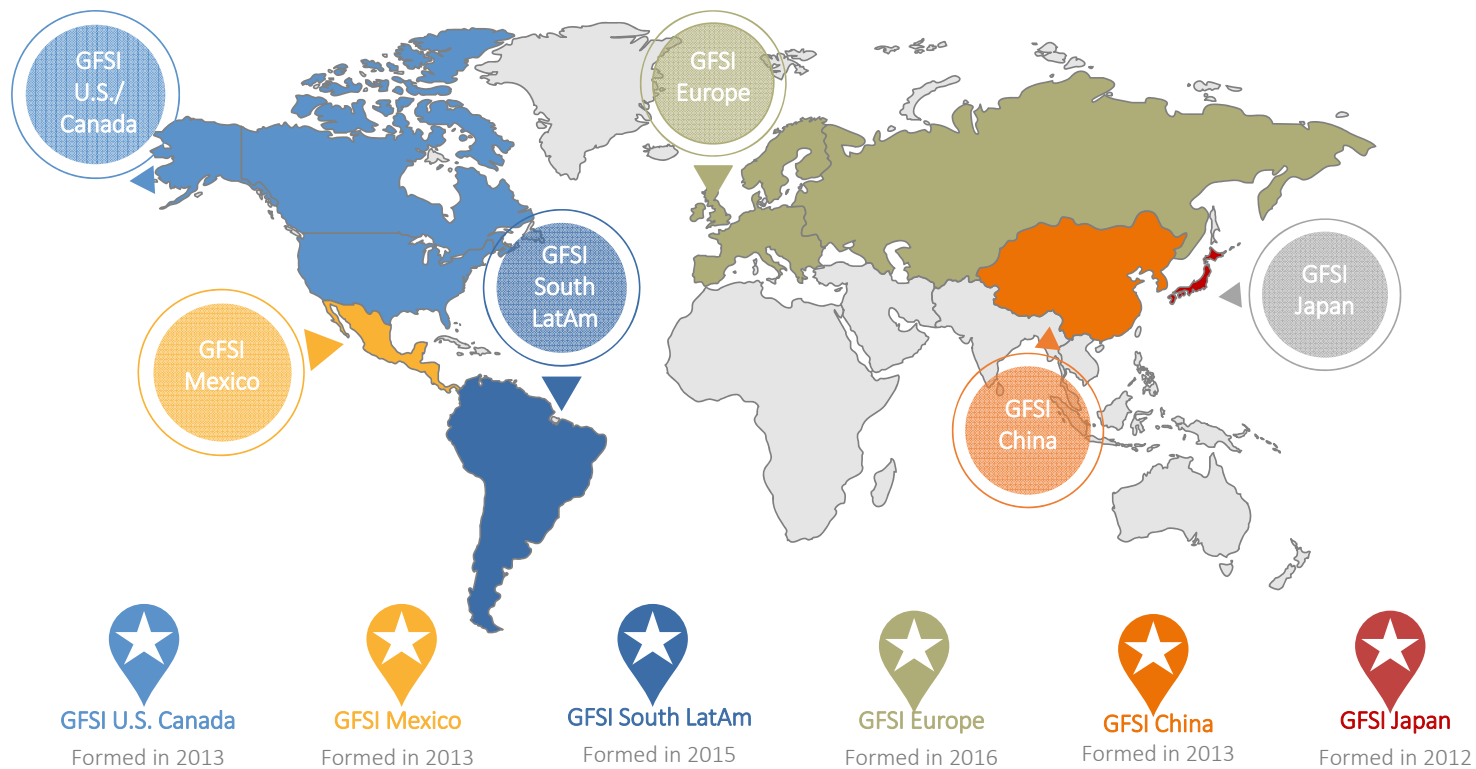 GFSI
U.S./
Canada
GFSI
Europe
GFSI
South
LatAm
GFSI
Japan
GFSI
Mexico
GFSI
China
GFSI U.S. Canada
Formed in 2013
GFSI Mexico
Formed in 2013
GFSI South LatAm
Formed in 2015
GFSI Europe
Formed in 2016
GFSI China
Formed in 2013
GFSI Japan
Formed in 2012